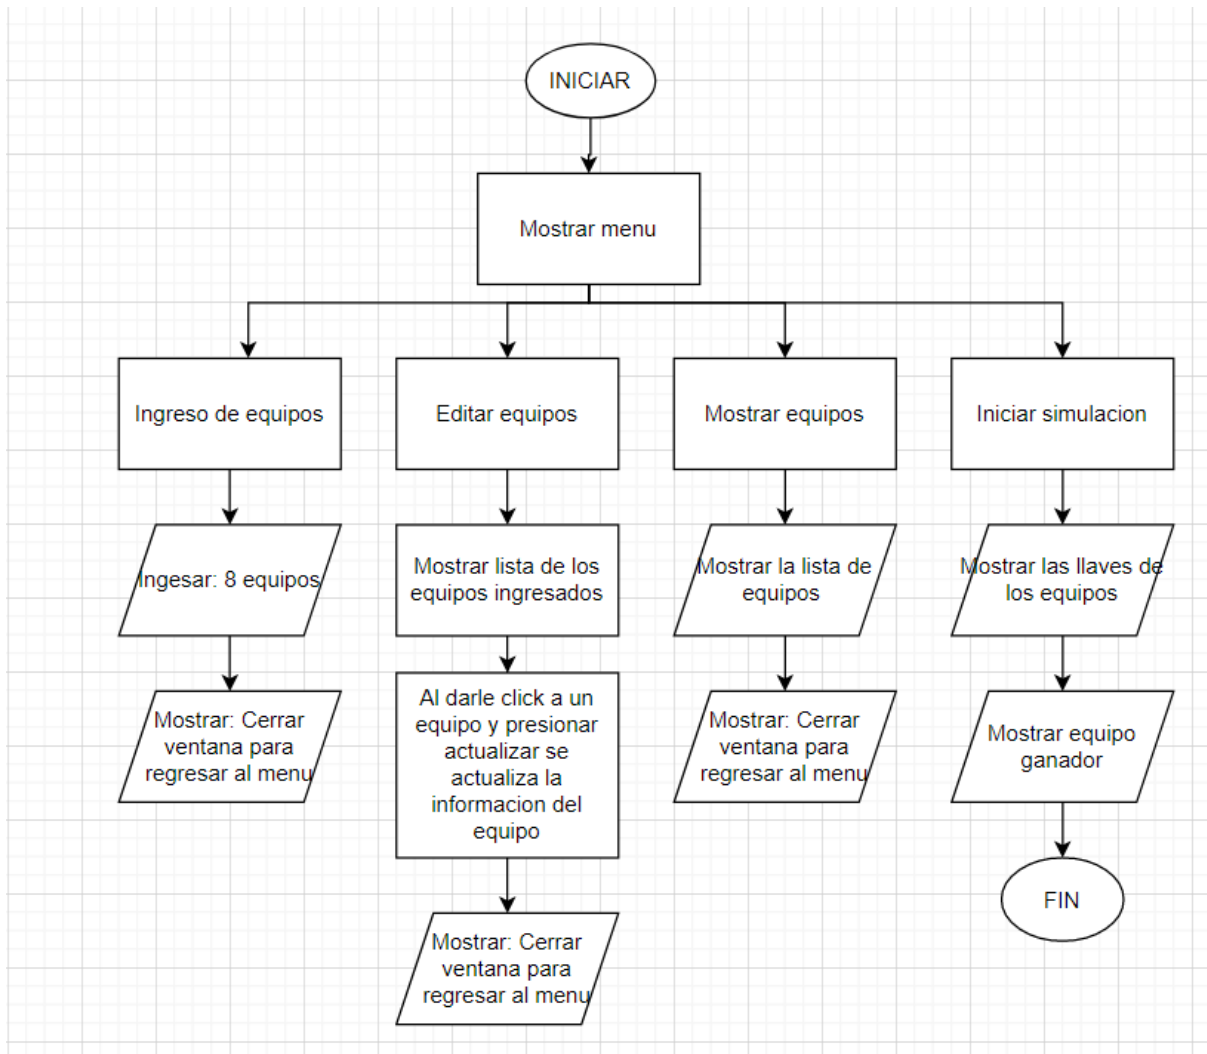 INICIAR
Mostrar menu
Ingreso de equipos
Editar equipos
Mostrar equipos
Iniciar simulacion
Ingesar: 8 equipos
Mostrar lista de los
equipos ingresados
Mostrar la lista de
equipos
Mostrar las llaves de
los equipos
Mostrar: Cerrar
ventana para
regresar al menu
Al darle click a un
equipo y presionar
actualizar se
actualiza la
informacion del
equipo
Mostrar: Cerrar
ventana para
regresar al menu
Mostrar equipo
ganador
Mostrar: Cerrar
ventana para
regresar al menu
FIN